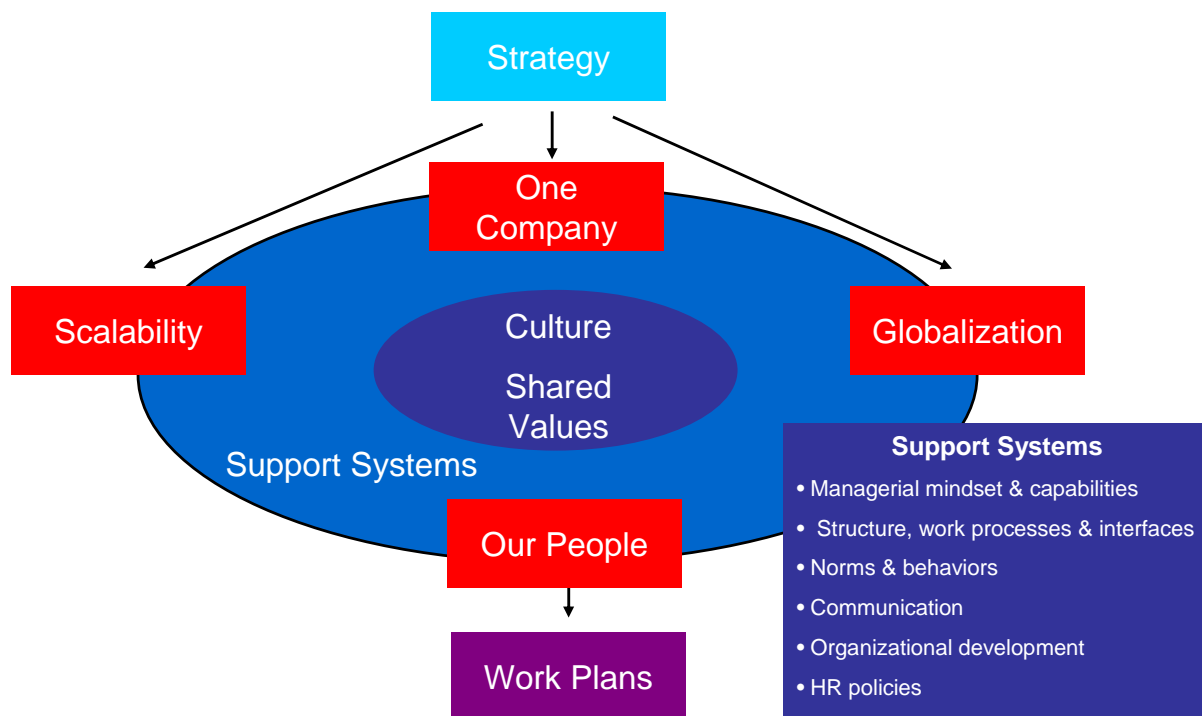 Strategy
One
Company
Scalability
Globalization
Culture
Shared
Values
Support Systems
Our People
Work Plans
Support Systems
• Managerial mindset & capabilities
• Structure, work processes & interfaces
• Norms & behaviors
• Communication
• Organizational development
• HR policies